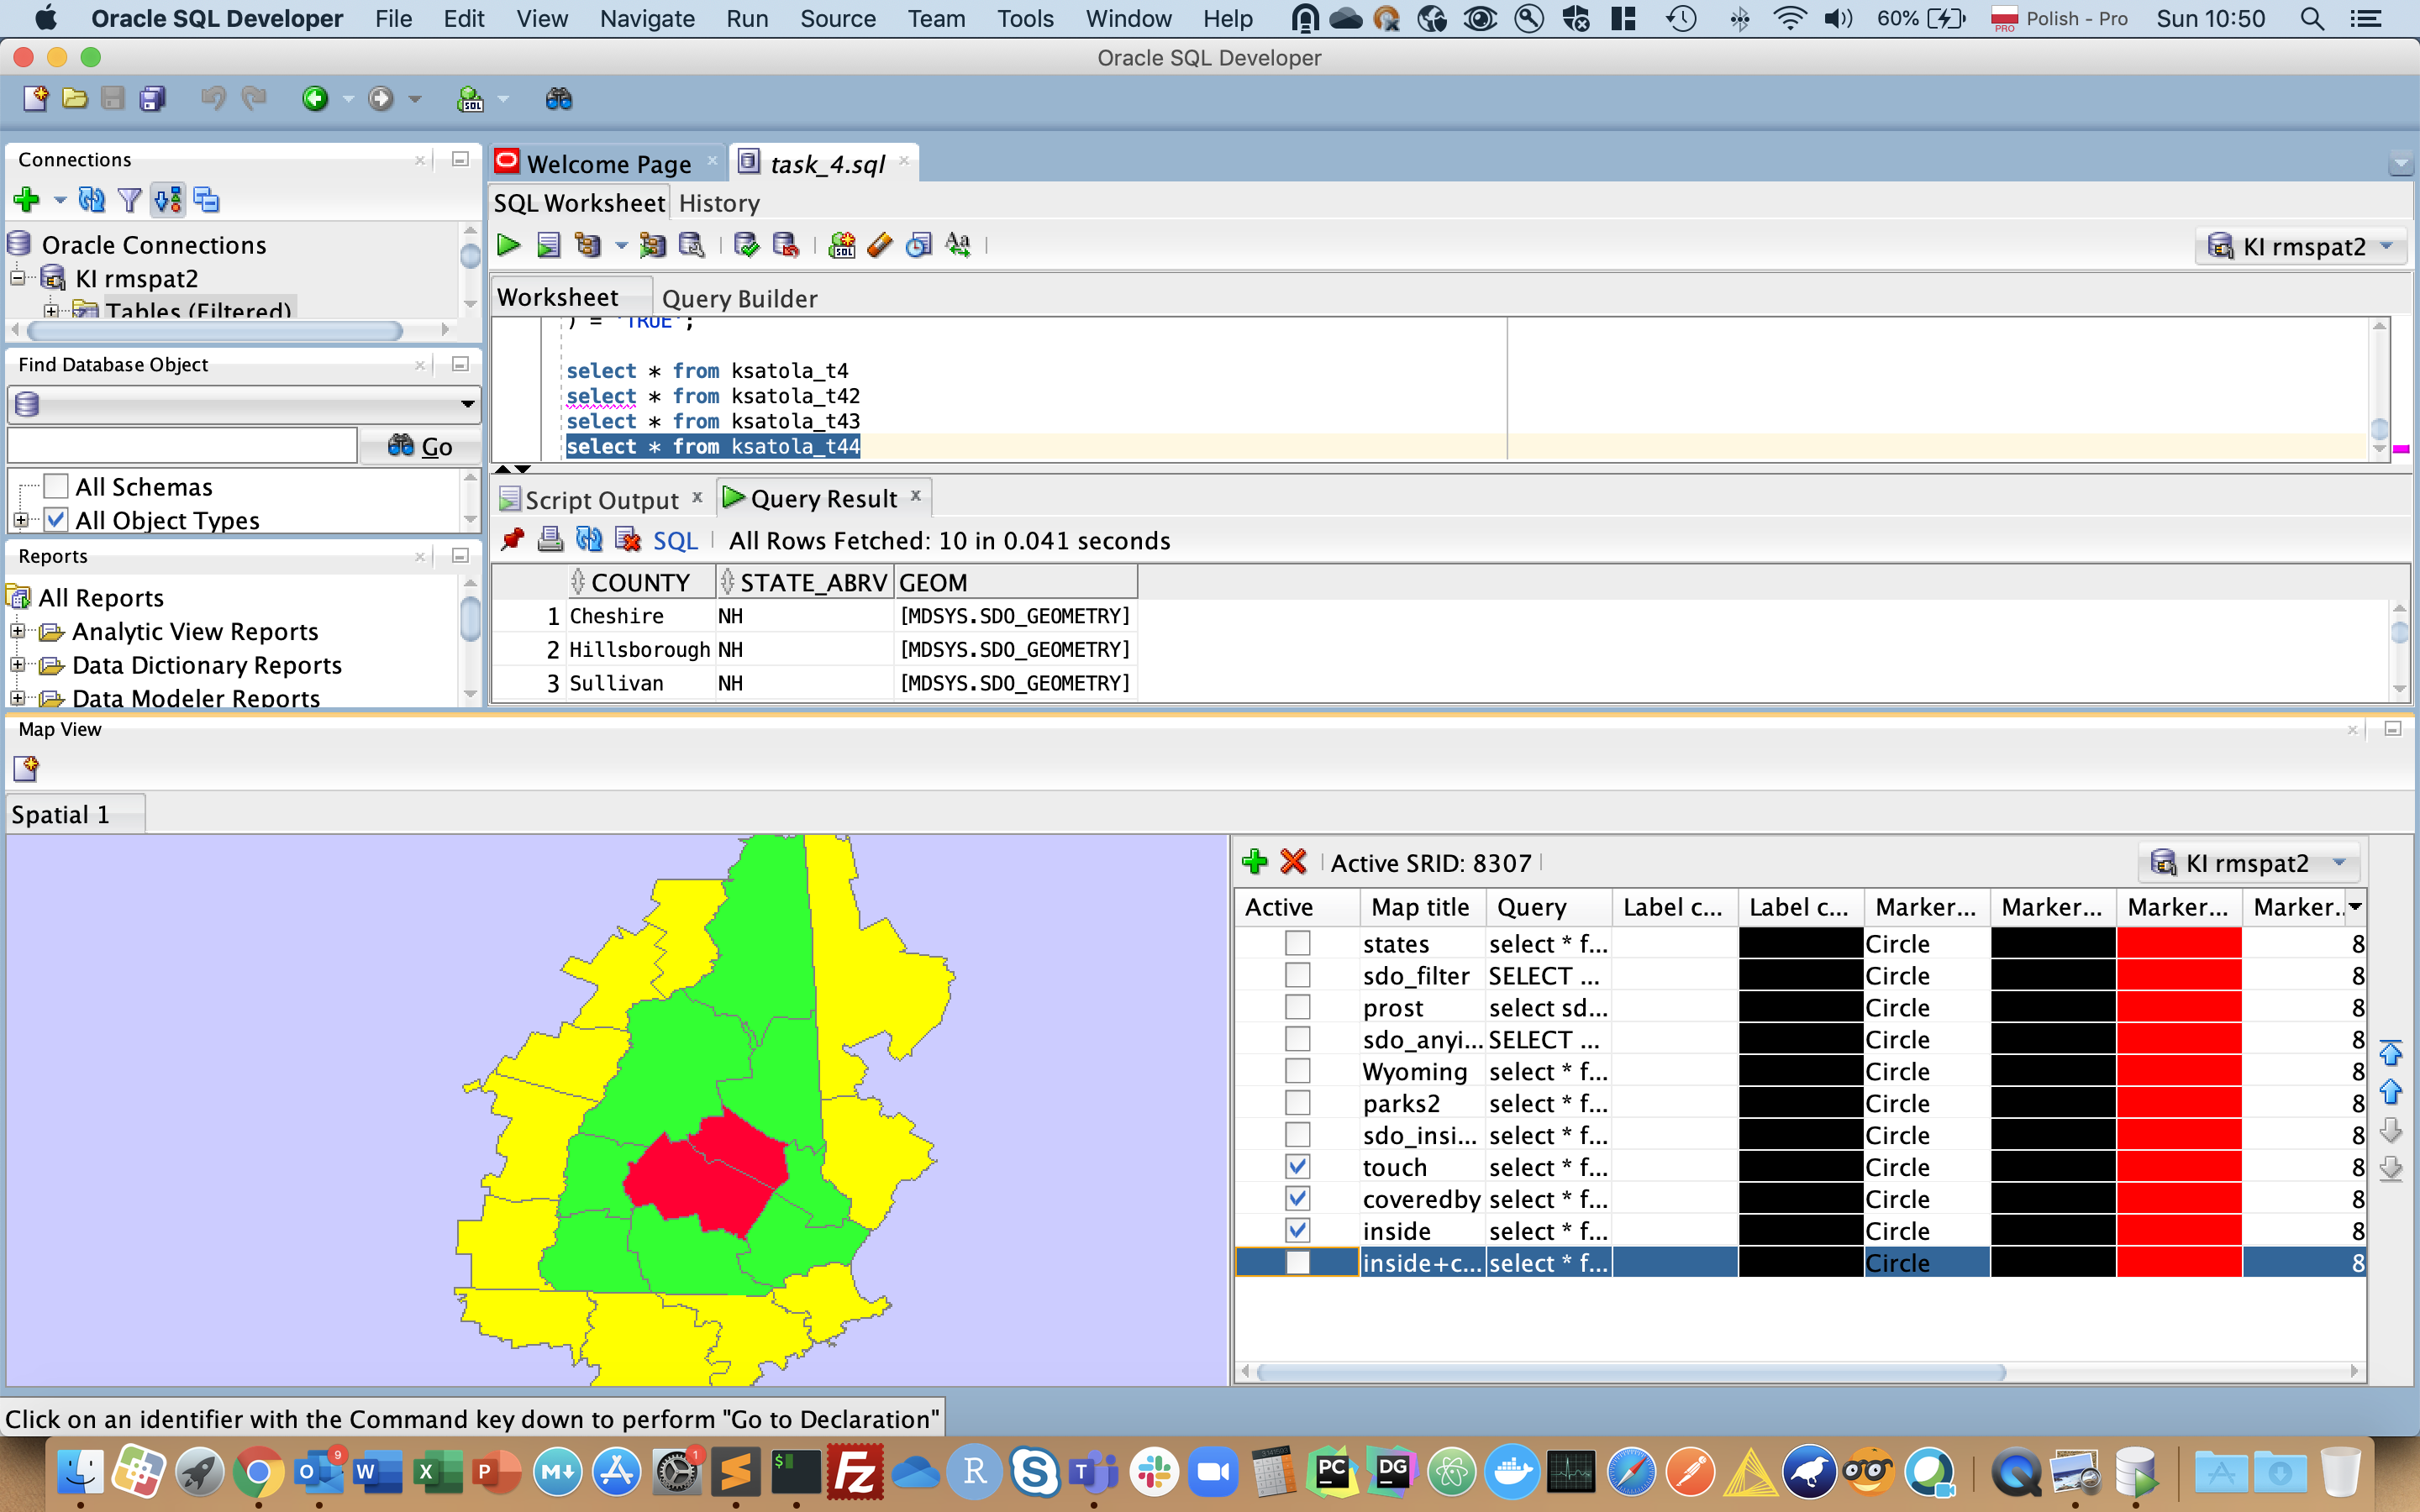 Oracle SQL Developer File Edit View Navigate Run Source Team Tools Window Help 60% PRO Polish - Pro Sun 10:50
Oracle SQL Developer
Connections
Oracle Connections
KI rmspat2
Tables (Filtered)
Find Database Object
Go
All Schemas
All Object Types
Reports
All Reports
Analytic View Reports
Data Dictionary Reports
Data Modeler Reports
Welcome Page task_4.sql
SQL Worksheet History
KI rmspat2
Worksheet Query Builder
) = 'TRUE';
select * from ksatola_t4
select * from ksatola_t42
select * from ksatola_t43
select * from ksatola_t44
Script Output Query Result
SQL All Rows Fetched: 10 in 0.041 seconds
COUNTY STATE_ABRV GEOM
1 Cheshire NH [MDSYS.SDO_GEOMETRY]
2 Hillsborough NH [MDSYS.SDO_GEOMETRY]
3 Sullivan NH [MDSYS.SDO_GEOMETRY]
Map View
Spatial 1
Active SRID: 8307 KI rmspat2
Active Map title Query Label c... Label c... Marker... Marker... Marker... Marker..
states select * f... Circle 8
sdo_filter SELECT ... Circle 8
prost select sd... Circle 8
sdo_anyi... SELECT ... Circle 8
Wyoming select * f... Circle 8
parks2 select * f... Circle 8
sdo_insi... select * f... Circle 8
touch select * f... Circle 8
coveredby select * f... Circle 8
inside select * f... Circle 8
inside+c... select * f... Circle 8
Click on an identifier with the Command key down to perform "Go to Declaration"
9 1
O W X P M $ Fz R S T PC DG